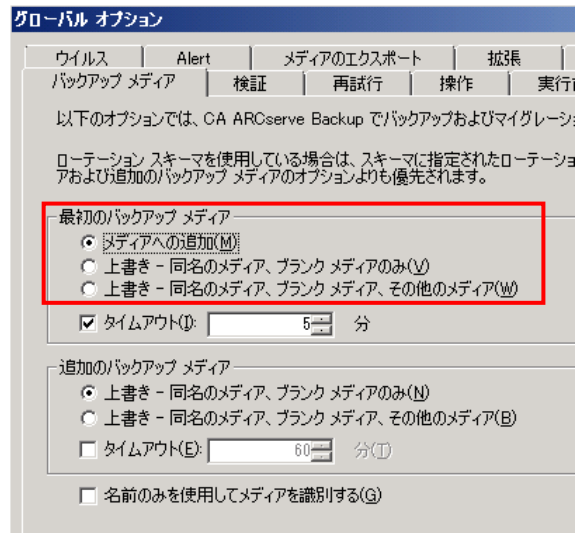 グローバル オプション
ウイルス Alert メディアのエクスポート 拡張
バックアップ メディア 検証 再試行 操作 実行前
以下のオプションでは、CA ARCserve Backup でバックアップおよびマイグレーショ
ローテーション スキーマを使用している場合は、スキーマに指定されたローテーショ
アおよび追加のバックアップ メディアのオプションよりも優先されます。
最初のバックアップ メディア
メディアへの追加(M)
上書き - 同名のメディア、ブランク メディアのみ(V)
上書き - 同名のメディア、ブランク メディア、その他のメディア(W)
タイムアウト(I): 5 分
追加のバックアップ メディア
上書き - 同名のメディア、ブランク メディアのみ(N)
上書き - 同名のメディア、ブランク メディア、その他のメディア(B)
タイムアウト(E): 60 分(T)
名前のみを使用してメディアを識別する(G)